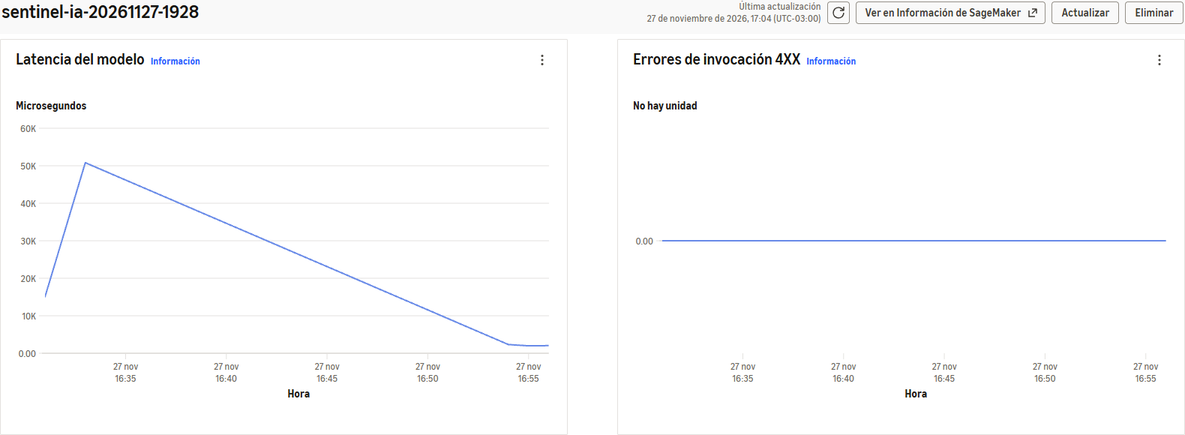 sentinel-ia-20261127-1928
Última actualización
27 de noviembre de 2026, 17:04 (UTC-03:00)
Ver en Información de SageMaker
Actualizar
Eliminar
Latencia del modelo Información
Microsegundos
60K
50K
40K
30K
20K
10K
0.00
27 nov 27 nov 27 nov 27 nov 27 nov
16:35 16:40 16:45 16:50 16:55
Hora
Errores de invocación 4XX Información
No hay unidad
0.00
27 nov 27 nov 27 nov 27 nov 27 nov
16:35 16:40 16:45 16:50 16:55
Hora